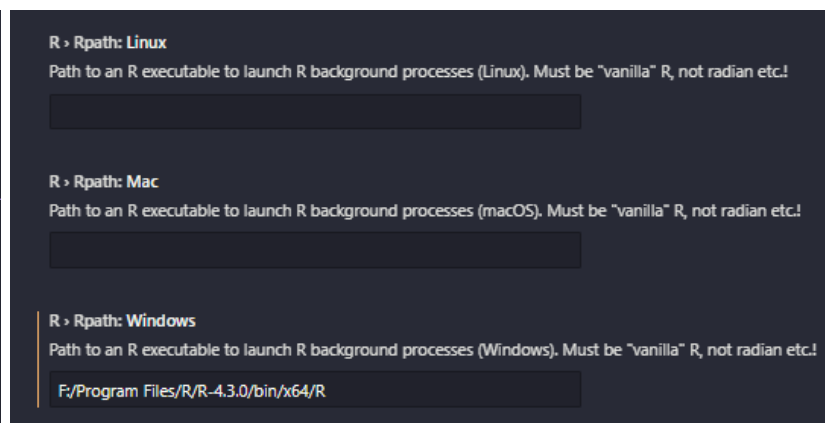 R › Rpath: Linux
Path to an R executable to launch R background processes (Linux). Must be "vanilla" R, not radian etc.!
R › Rpath: Mac
Path to an R executable to launch R background processes (macOS). Must be "vanilla" R, not radian etc.!
R › Rpath: Windows
Path to an R executable to launch R background processes (Windows). Must be "vanilla" R, not radian etc.!
F:/Program Files/R/R-4.3.0/bin/x64/R